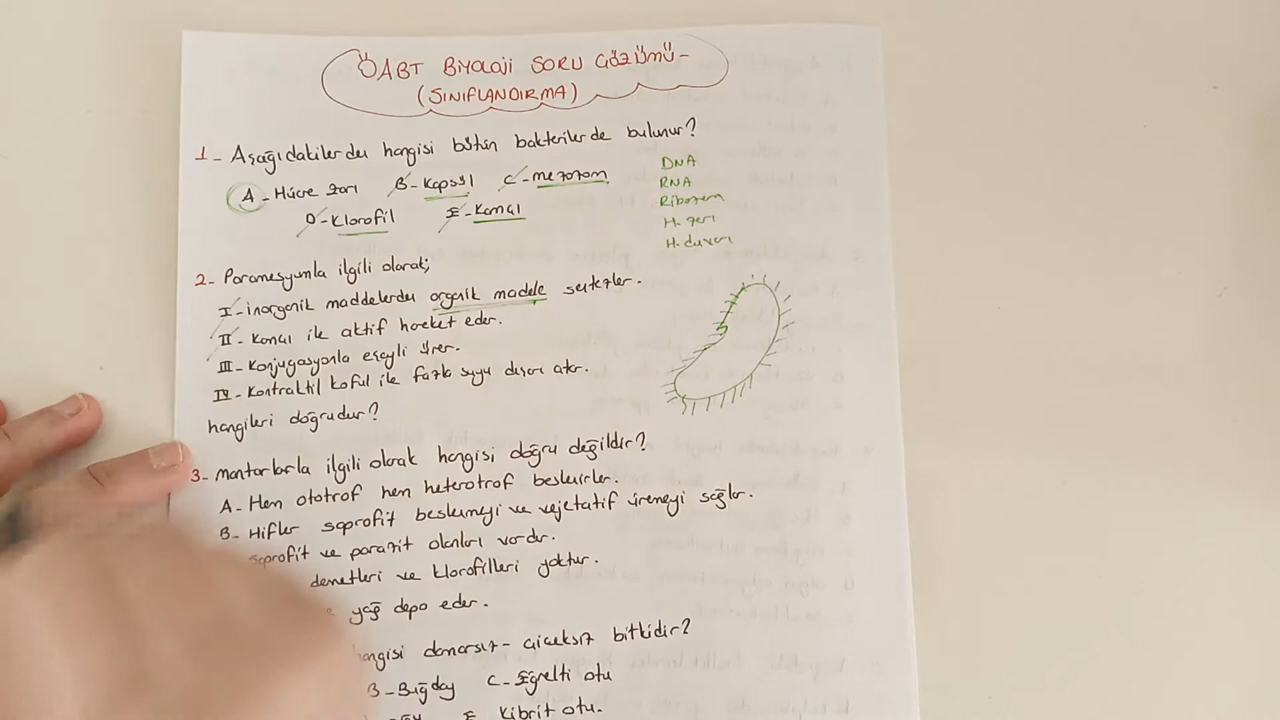 ÖABT BİYOLOJİ SORU ÇÖZÜMÜ-
(SINIFLANDIRMA)
1- Aşağıdakilerden hangisi bütün bakterilerde bulunur?
A- Hücre zarı B- Kapsül C- mezozom
D- Klorofil E- Kamçı
DNA
RNA
Ribozom
H. zarı
H. duvarı
2- Paramesyumla ilgili olarak;
I- inorganik maddelerden organik madde sentezler.
II- Kamçı ile aktif hareket eder.
III- Konjugasyonla eşeyli ürer.
IV- Kontraktil koful ile fazla suyu dışarı atar.
hangileri doğrudur?
3- mantarlarla ilgili olarak hangisi doğru değildir?
A- Hem ototrof hem heterotrof beslenirler.
B- Hifler saprofit beslenmeyi ve vejetatif üremeyi sağlar.
saprofit ve parazit olanları vardır.
demetleri ve klorofilleri yoktur.
yağ depo eder.
hangisi damarsız- çiçeksiz bitkidir?
B- Buğday C- Eğrelti otu
E kibrit otu.